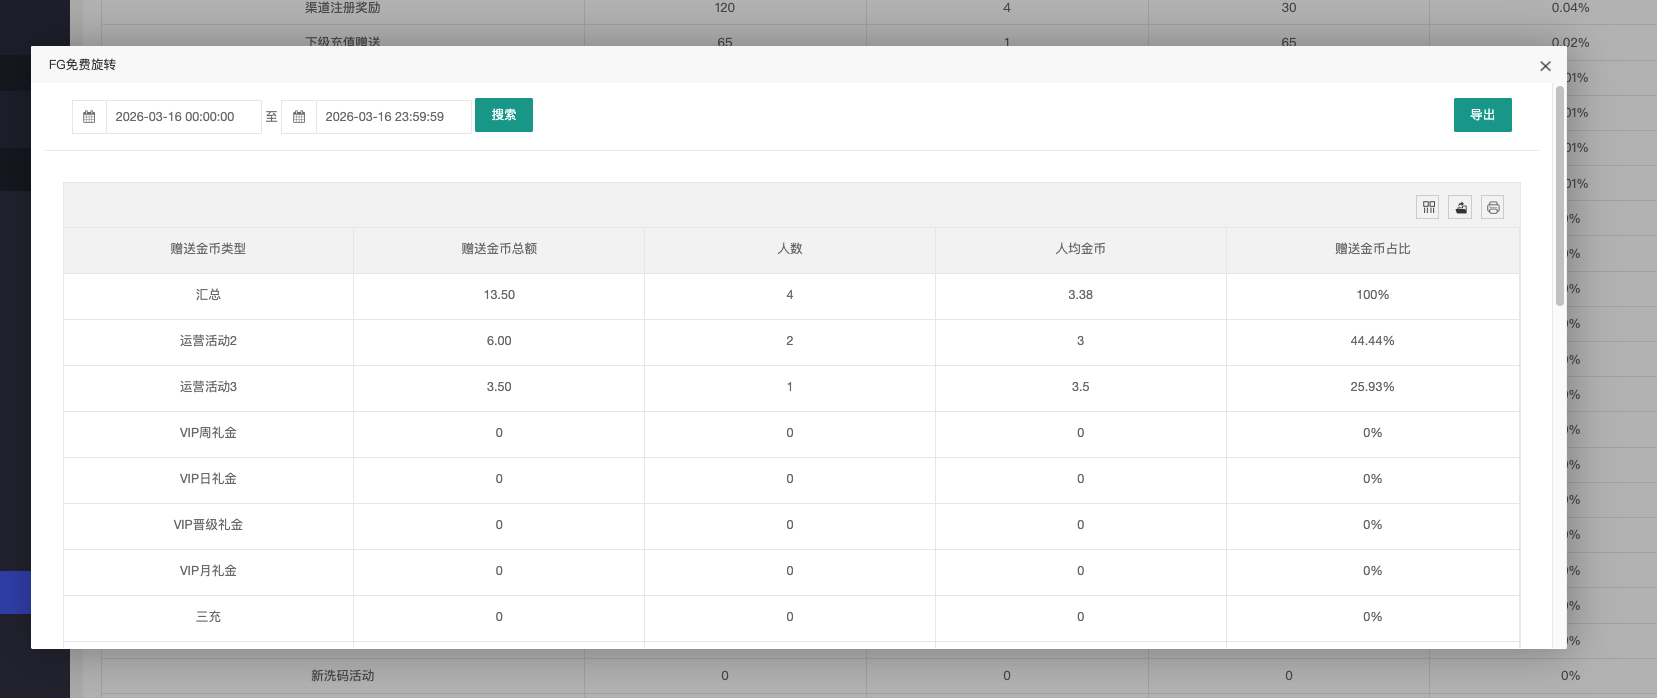 渠道注册奖励 120 4 30 0.04%
下级充值赠送 65 1 65 0.02%
FG免费旋转
2026-03-16 00:00:00 至 2026-03-16 23:59:59 搜索 导出
赠送金币类型 赠送金币总额 人数 人均金币 赠送金币占比
汇总 13.50 4 3.38 100%
运营活动2 6.00 2 3 44.44%
运营活动3 3.50 1 3.5 25.93%
VIP周礼金 0 0 0 0%
VIP日礼金 0 0 0 0%
VIP晋级礼金 0 0 0 0%
VIP月礼金 0 0 0 0%
三充 0 0 0 0%
新洗码活动 0 0 0 0%